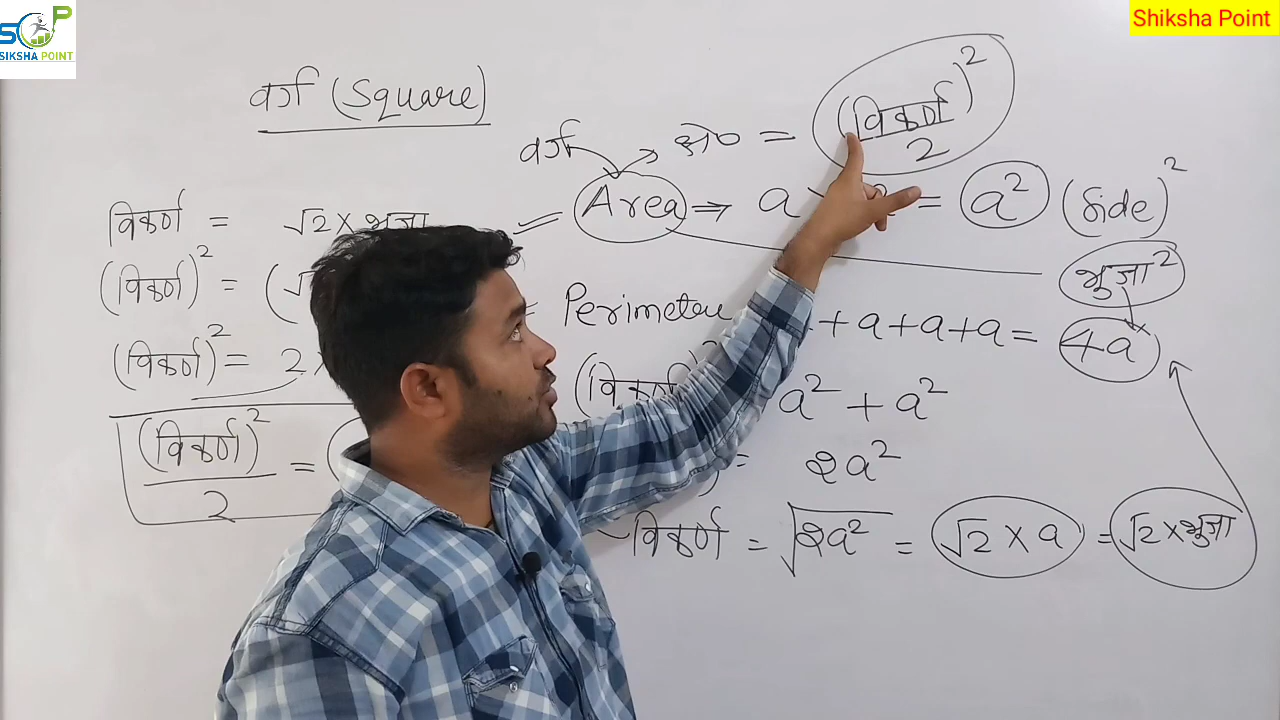 SCP
SIKSHA POINT
Shiksha Point
वर्ग (Square)
वर्ग क्षे० = (विकर्ण)²/2
Area ⇒ a × a = a² (Side)²
भुजा²
विकर्ण = √2 × भुजा
(विकर्ण)² = (√
(विकर्ण)² = 2 ×
(विकर्ण)²/2 =
Perimeter + a + a + a = 4a
(विकर्ण)² a² + a²
= 2a²
विकर्ण = √2a² = √2 × a = √2 × भुजा